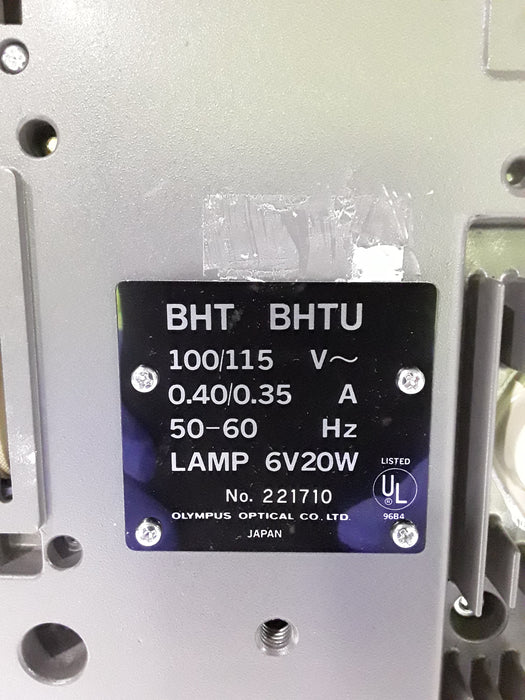 BHT BHTU
100/115 V～
0.40/0.35 A
50-60 Hz
LAMP 6V20W
LISTED
UL
®
96B4
No. 221710
OLYMPUS OPTICAL CO. LTD.
JAPAN